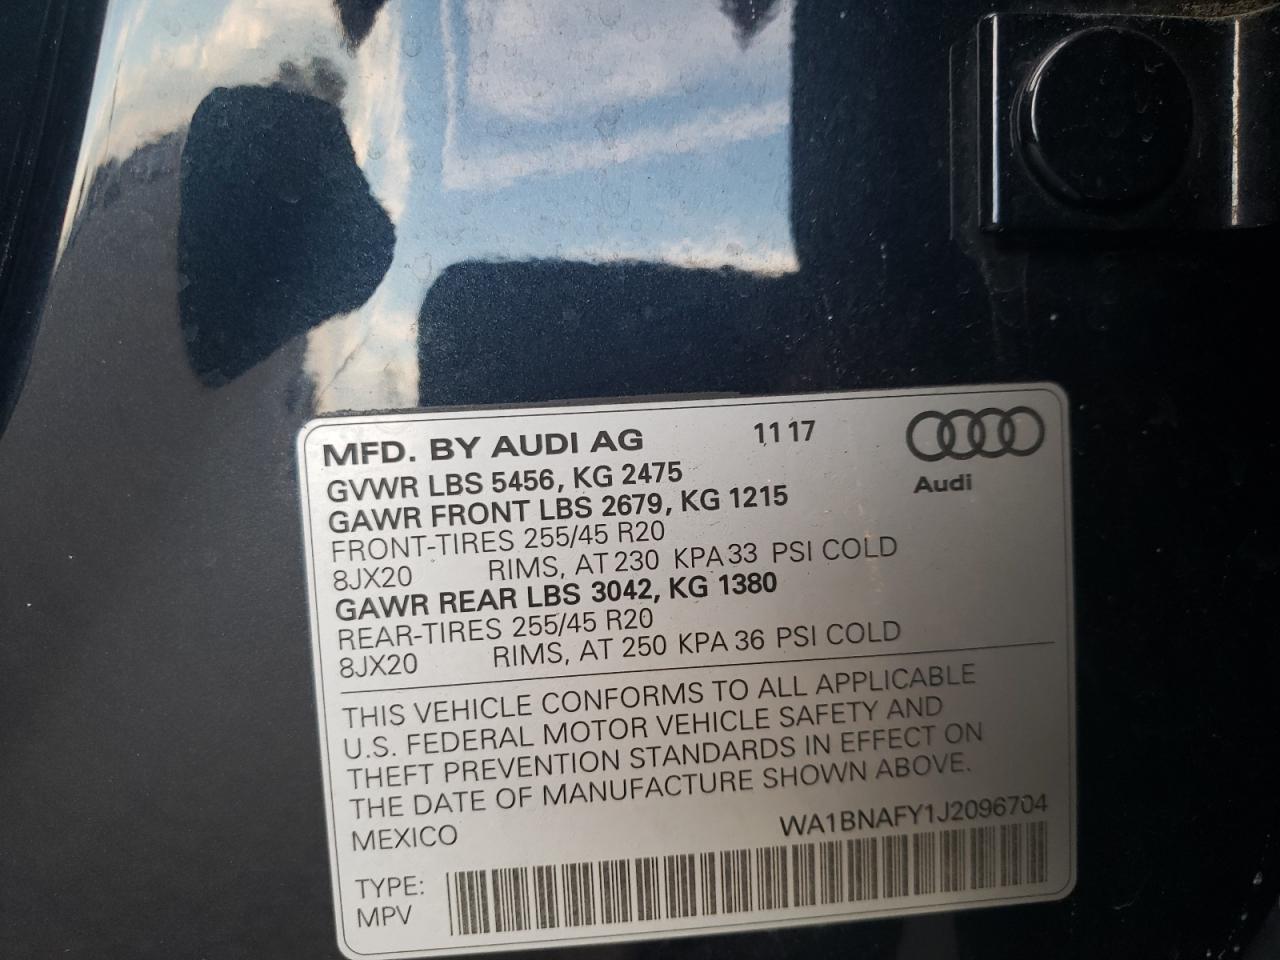 MFD. BY AUDI AG 11 17
Audi
GVWR LBS 5456, KG 2475
GAWR FRONT LBS 2679, KG 1215
FRONT-TIRES 255/45 R20
8JX20 RIMS, AT 230 KPA 33 PSI COLD
GAWR REAR LBS 3042, KG 1380
REAR-TIRES 255/45 R20
8JX20 RIMS, AT 250 KPA 36 PSI COLD
THIS VEHICLE CONFORMS TO ALL APPLICABLE
U.S. FEDERAL MOTOR VEHICLE SAFETY AND
THEFT PREVENTION STANDARDS IN EFFECT ON
THE DATE OF MANUFACTURE SHOWN ABOVE.
MEXICO WA1BNAFY1J2096704
TYPE:
MPV